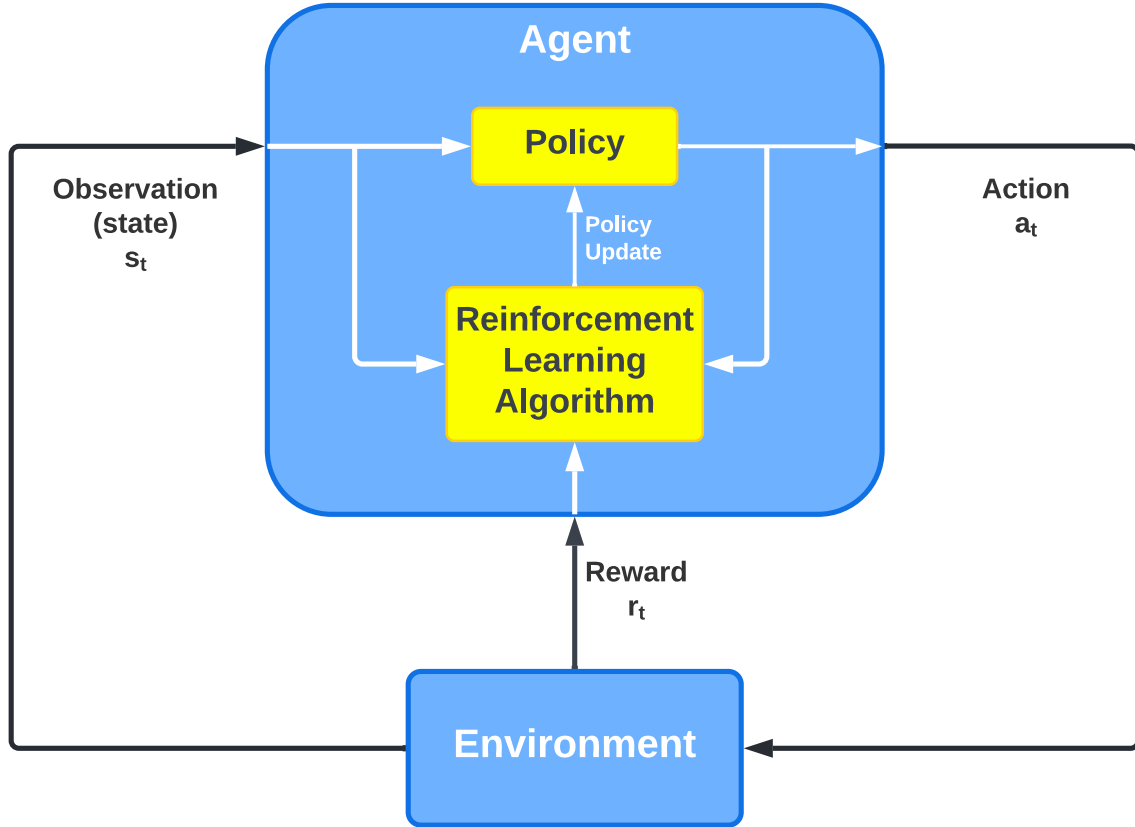 Agent
Policy
Observation
(state)
sₜ
Action
aₜ
Policy
Update
Reinforcement
Learning
Algorithm
Reward
rₜ
Environment